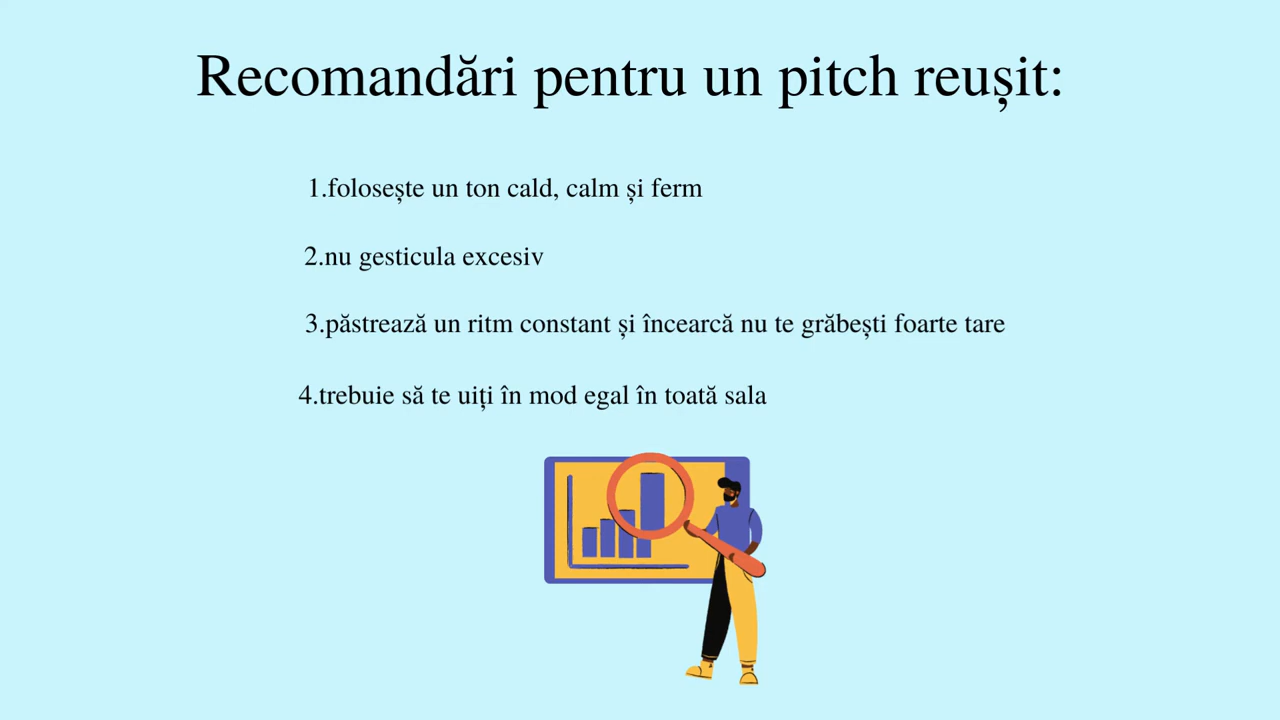 Recomandări pentru un pitch reușit:
1.folosește un ton cald, calm și ferm
2.nu gesticula excesiv
3.păstrează un ritm constant și încearcă nu te grăbești foarte tare
4.trebuie să te uiți în mod egal în toată sala